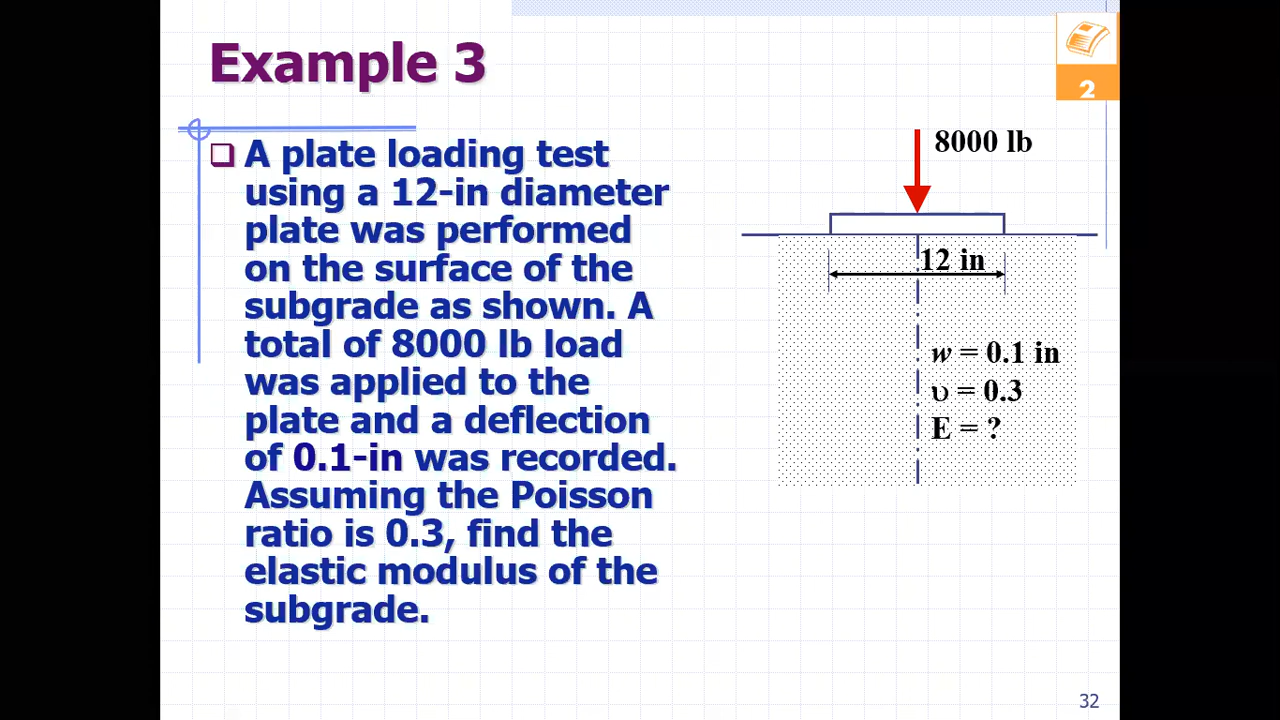 Example 3
2
❑ A plate loading test
using a 12-in diameter
plate was performed
on the surface of the
subgrade as shown. A
total of 8000 lb load
was applied to the
plate and a deflection
of 0.1-in was recorded.
Assuming the Poisson
ratio is 0.3, find the
elastic modulus of the
subgrade.
8000 lb
12 in
w = 0.1 in
υ = 0.3
E = ?
32